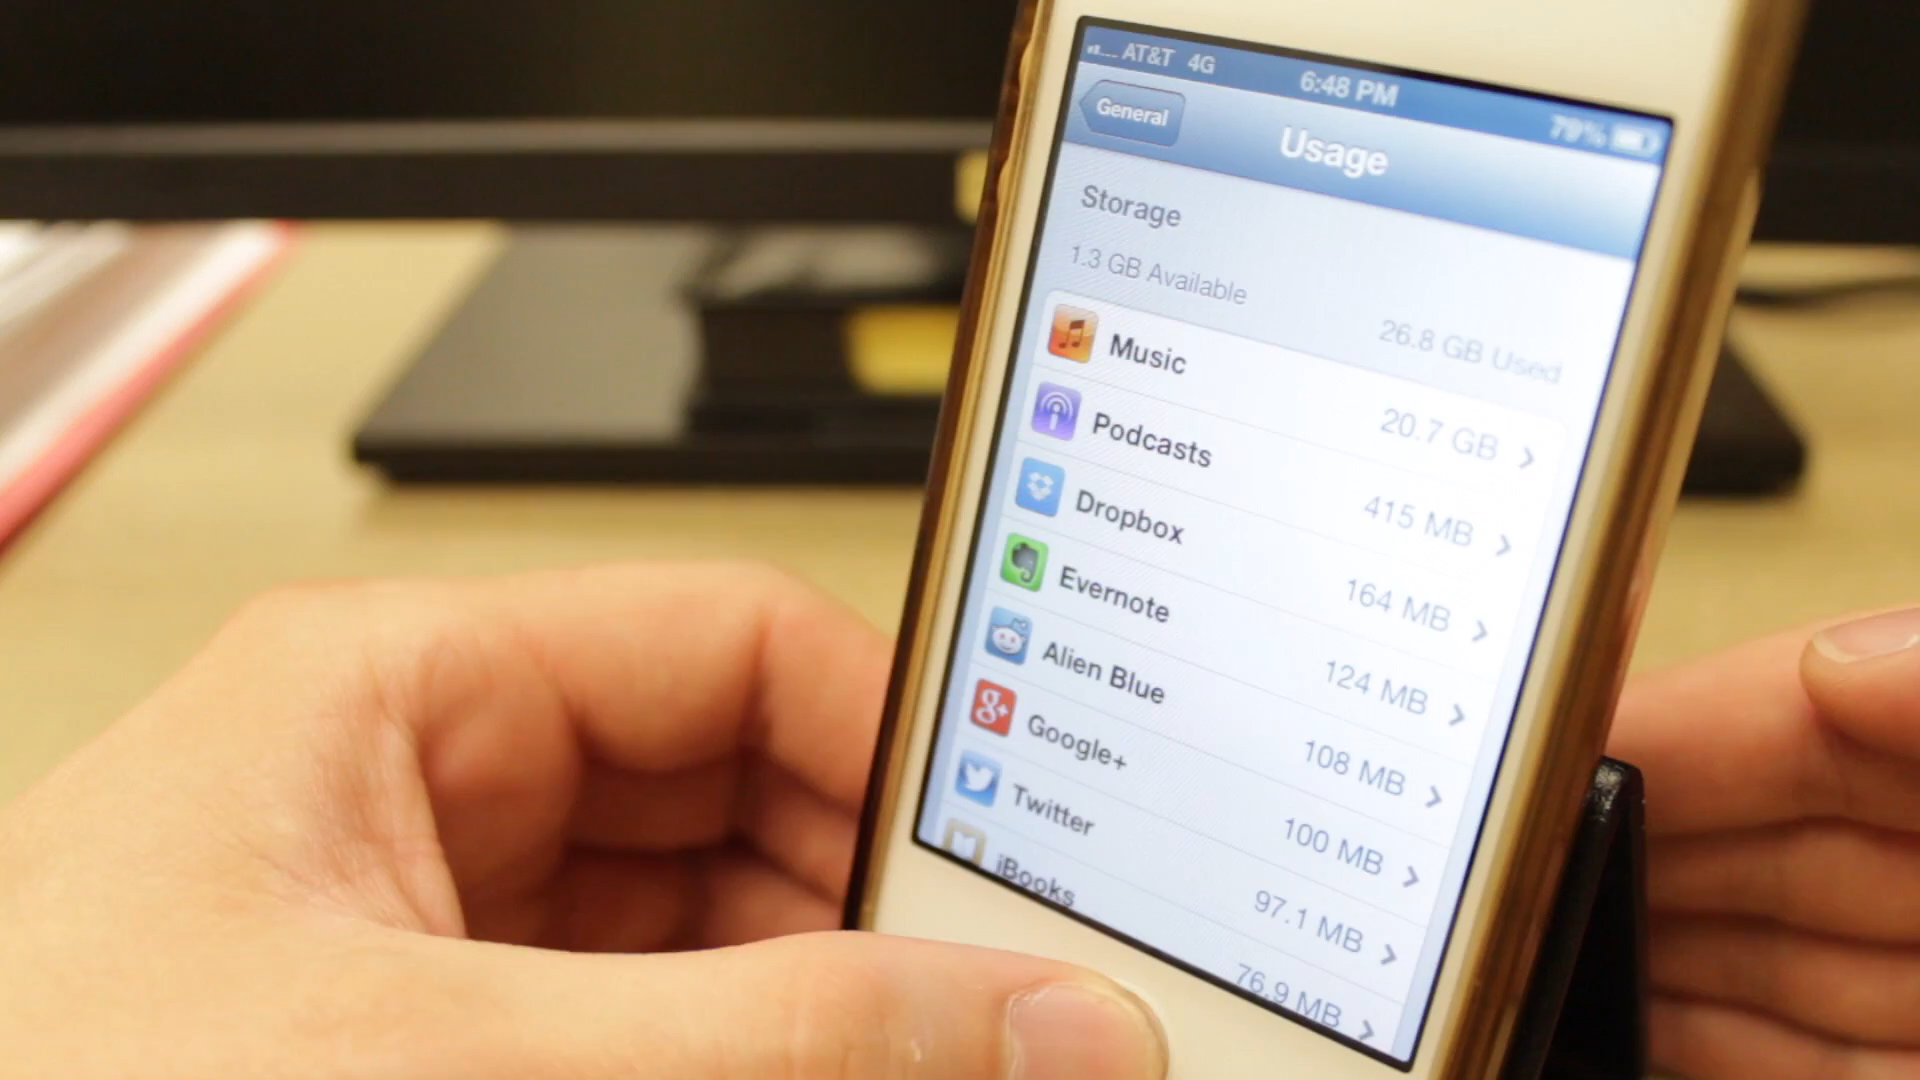 AT&T 4G 6:48 PM 79%
General Usage
Storage
1.3 GB Available 26.8 GB Used
Music 20.7 GB
Podcasts 415 MB
Dropbox 164 MB
Evernote 124 MB
Alien Blue 108 MB
g+ Google+ 100 MB
Twitter 97.1 MB
iBooks 76.9 MB